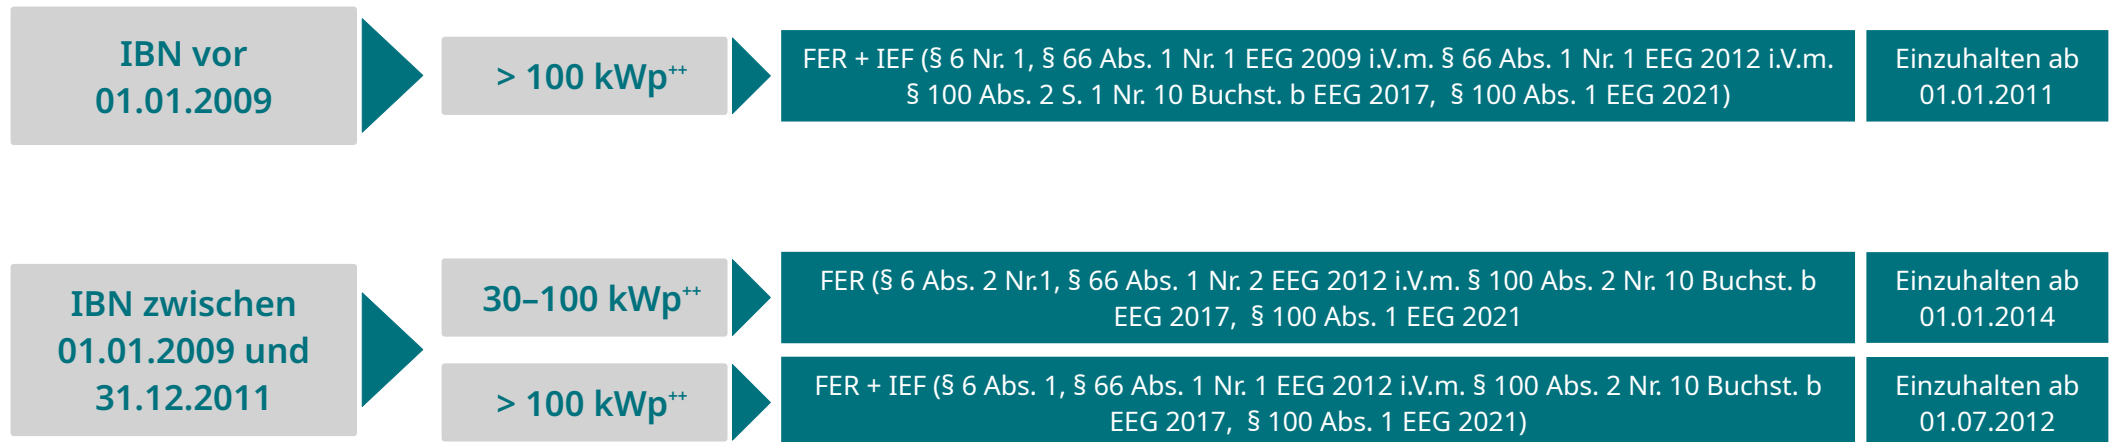 IBN vor
01.01.2009
> 100 kWp++
FER + IEF (§ 6 Nr. 1, § 66 Abs. 1 Nr. 1 EEG 2009 i.V.m. § 66 Abs. 1 Nr. 1 EEG 2012 i.V.m.
§ 100 Abs. 2 S. 1 Nr. 10 Buchst. b EEG 2017, § 100 Abs. 1 EEG 2021)
Einzuhalten ab
01.01.2011
IBN zwischen
01.01.2009 und
31.12.2011
30–100 kWp++
FER (§ 6 Abs. 2 Nr.1, § 66 Abs. 1 Nr. 2 EEG 2012 i.V.m. § 100 Abs. 2 Nr. 10 Buchst. b
EEG 2017, § 100 Abs. 1 EEG 2021
Einzuhalten ab
01.01.2014
> 100 kWp++
FER + IEF (§ 6 Abs. 1, § 66 Abs. 1 Nr. 1 EEG 2012 i.V.m. § 100 Abs. 2 Nr. 10 Buchst. b
EEG 2017, § 100 Abs. 1 EEG 2021)
Einzuhalten ab
01.07.2012